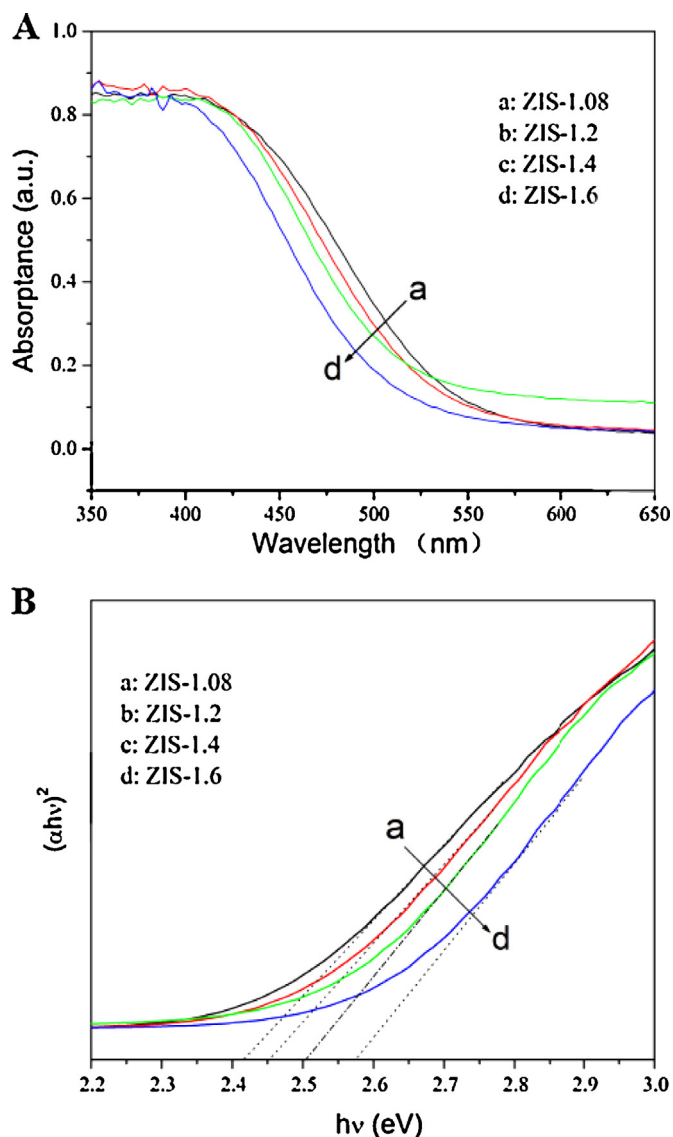 A
1.0
0.8
0.6
0.4
0.2
0.0
Absorptance (a.u.)
a: ZIS-1.08
b: ZIS-1.2
c: ZIS-1.4
d: ZIS-1.6
a
d
350 400 450 500 550 600 650
Wavelength （nm）
B
a: ZIS-1.08
b: ZIS-1.2
c: ZIS-1.4
d: ZIS-1.6
(αhν)²
a
d
2.2 2.3 2.4 2.5 2.6 2.7 2.8 2.9 3.0
hν (eV)